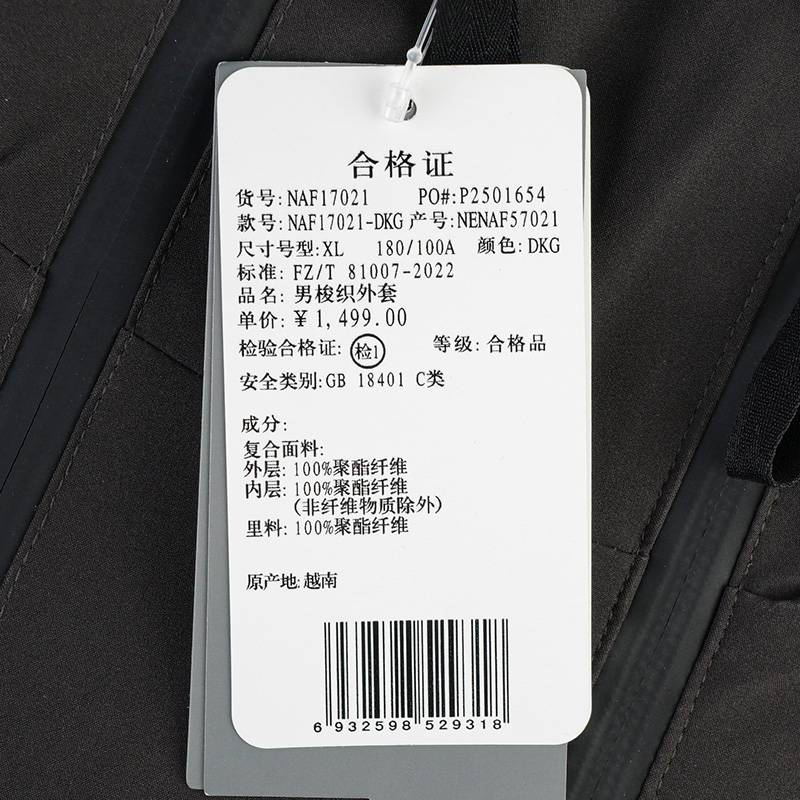 合格证
货号: NAF17021 PO#:P2501654
款号: NAF17021-DKG 产号: NENAF57021
尺寸号型:XL 180/100A 颜色: DKG
标准: FZ/T 81007-2022
品名: 男梭织外套
单价: ¥1,499.00
检验合格证: 检1 等级: 合格品
安全类别:GB 18401 C类
成分:
复合面料:
外层: 100%聚酯纤维
内层: 100%聚酯纤维
(非纤维物质除外)
里料: 100%聚酯纤维
原产地:越南
6 932598 529318